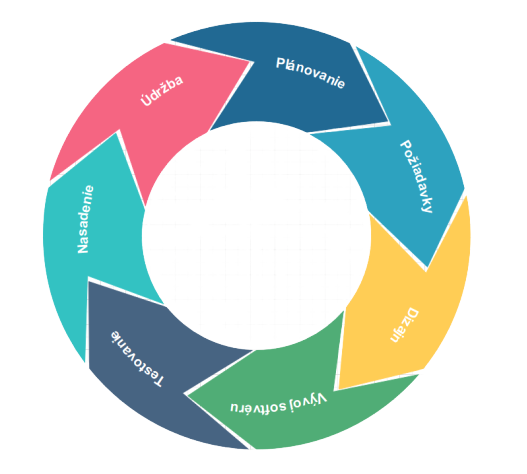 Plánovanie
Požiadavky
Dizajn
Vývoj softvéru
Testovanie
Nasadenie
Údržba